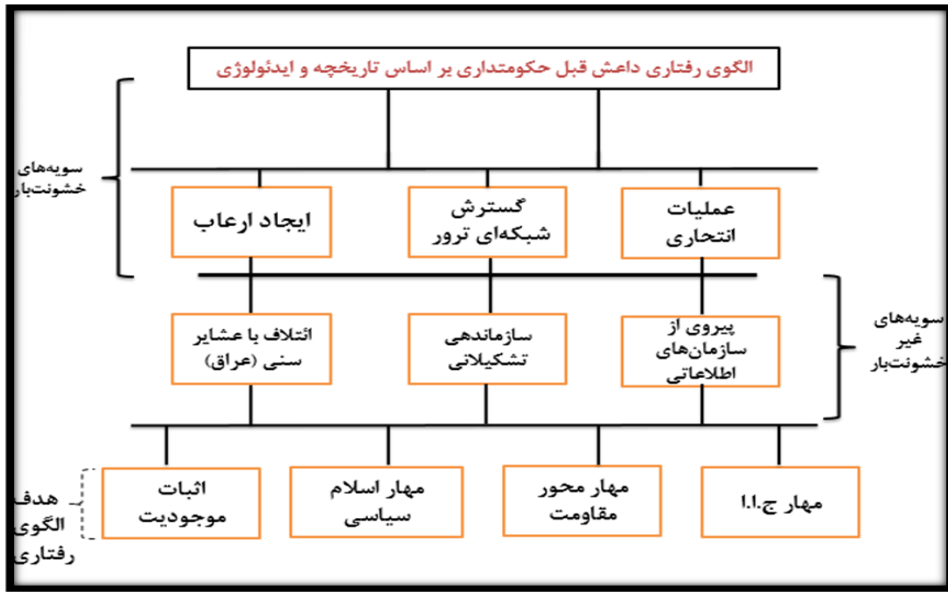 الگوی رفتاری داعش قبل حکومتداری بر اساس تاریخچه و ایدئولوژی
سویه‌های
خشونت‌بار
عملیات
انتحاری
گسترش
شبکه‌ای ترور
ایجاد ارعاب
سویه‌های
غیر
خشونت‌بار
پیروی از
سازمان‌های
اطلاعاتی
سازماندهی
تشکیلاتی
ائتلاف با عشایر
سنی (عراق)
مهار ج.ا.ا
مهار محور
مقاومت
مهار اسلام
سیاسی
اثبات
موجودیت
هدف
الگوی
رفتاری